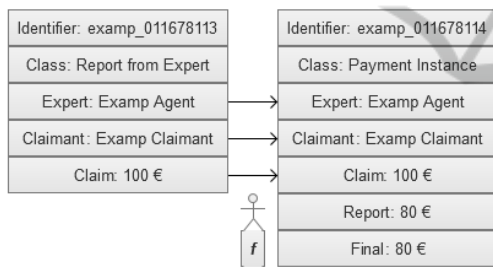 Identifier: examp_011678113
Class: Report from Expert
Expert: Examp Agent
Claimant: Examp Claimant
Claim: 100 €
f
Identifier: examp_011678114
Class: Payment Instance
Expert: Examp Agent
Claimant: Examp Claimant
Claim: 100 €
Report: 80 €
Final: 80 €